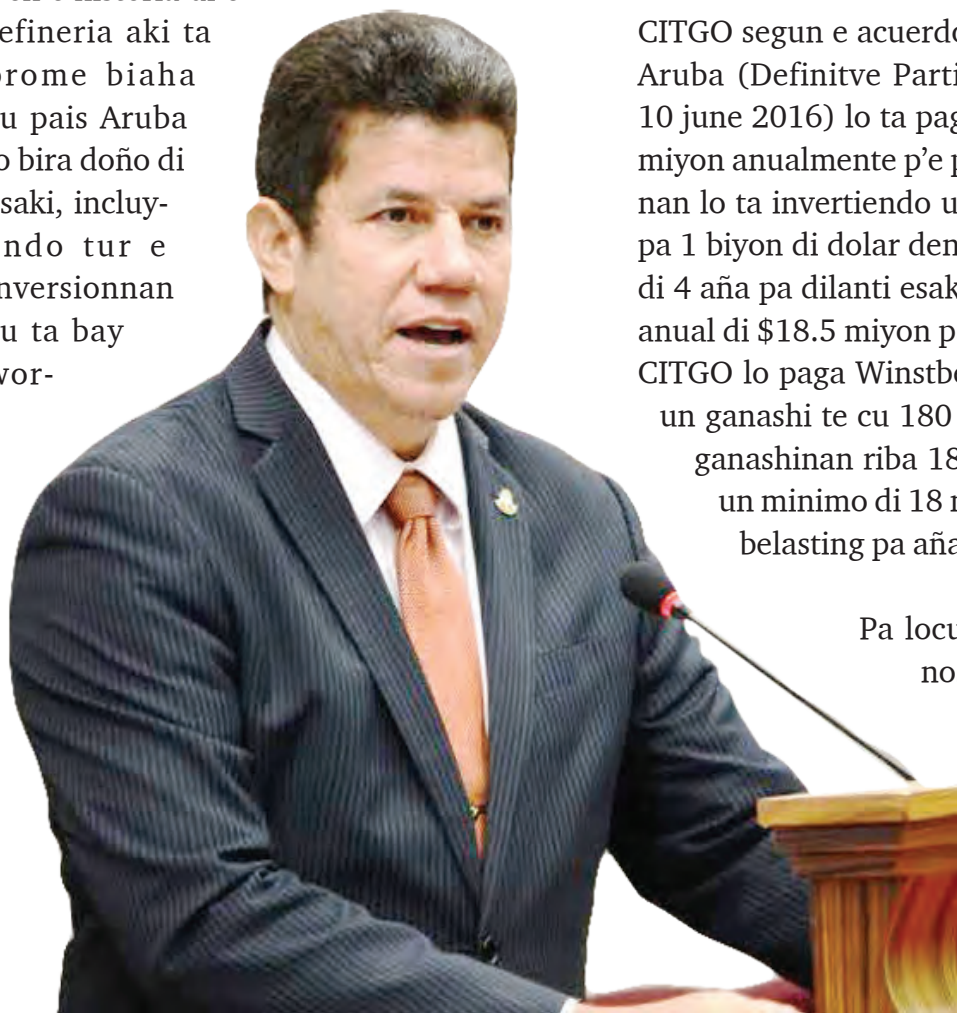 efineria aki ta
rome biaha
u pais Aruba
o bira doño di
saki, incluy-
ndo tur e
nversionnan
u ta bay
wor-
CITGO segun e acuerdo
Aruba (Definitve Parti
10 june 2016) lo ta pag
miyon anualmente p’e p
nan lo ta invertiendo u
pa 1 biyon di dolar den
di 4 aña pa dilanti esak
anual di $18.5 miyon p
CITGO lo paga Winstb
un ganashi te cu 180
ganashinan riba 18
un minimo di 18
belasting pa aña
Pa locu
no